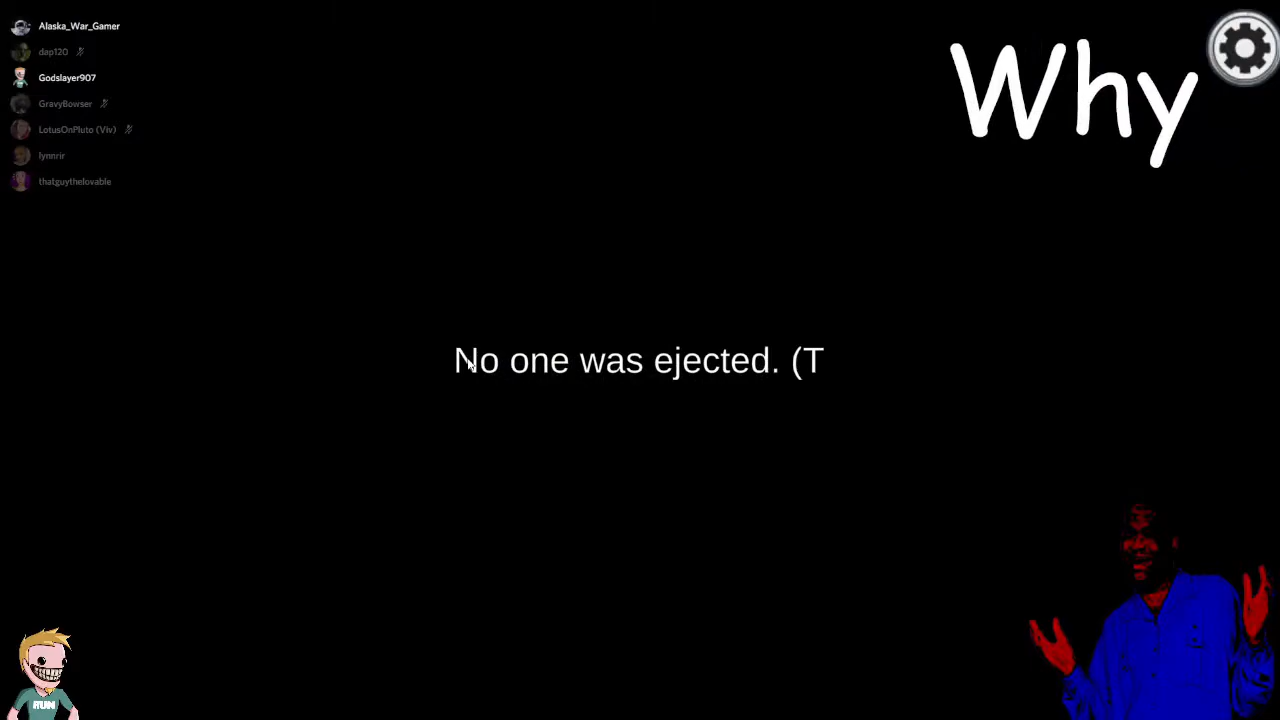 Alaska_War_Gamer
dap120
Godslayer907
GravyBowser
LotusOnPluto (Viv)
lynnrir
thatguythelovable
Why
No one was ejected. (T
RUN